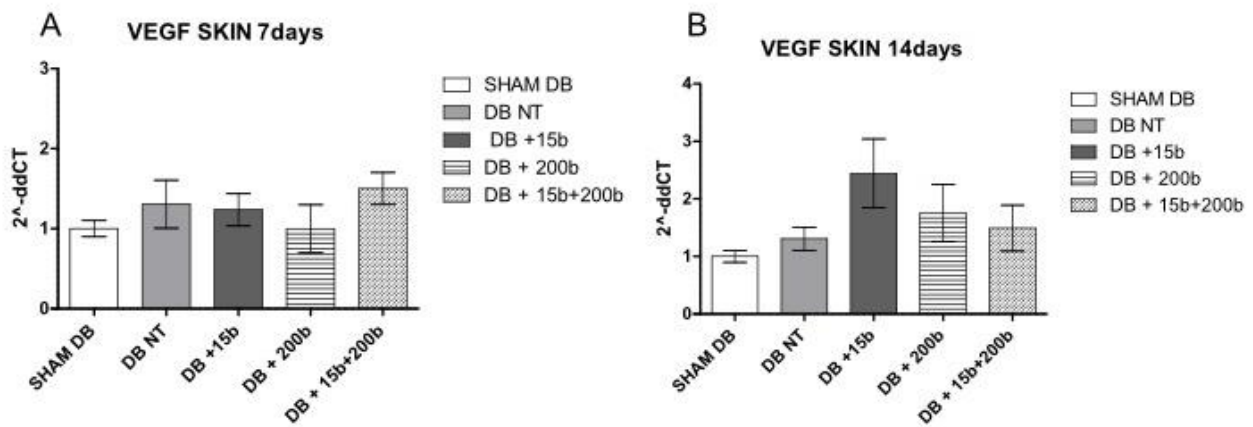 A
VEGF SKIN 7days
2^-ddCT
3
2
1
0
SHAM DB
DB NT
DB +15b
DB + 200b
DB + 15b+200b
SHAM DB
DB NT
DB +15b
DB + 200b
DB + 15b+200b
B
VEGF SKIN 14days
2^-ddCT
4
3
2
1
0
SHAM DB
DB NT
DB +15b
DB + 200b
DB + 15b+200b
SHAM DB
DB NT
DB +15b
DB + 200b
DB + 15b+200b